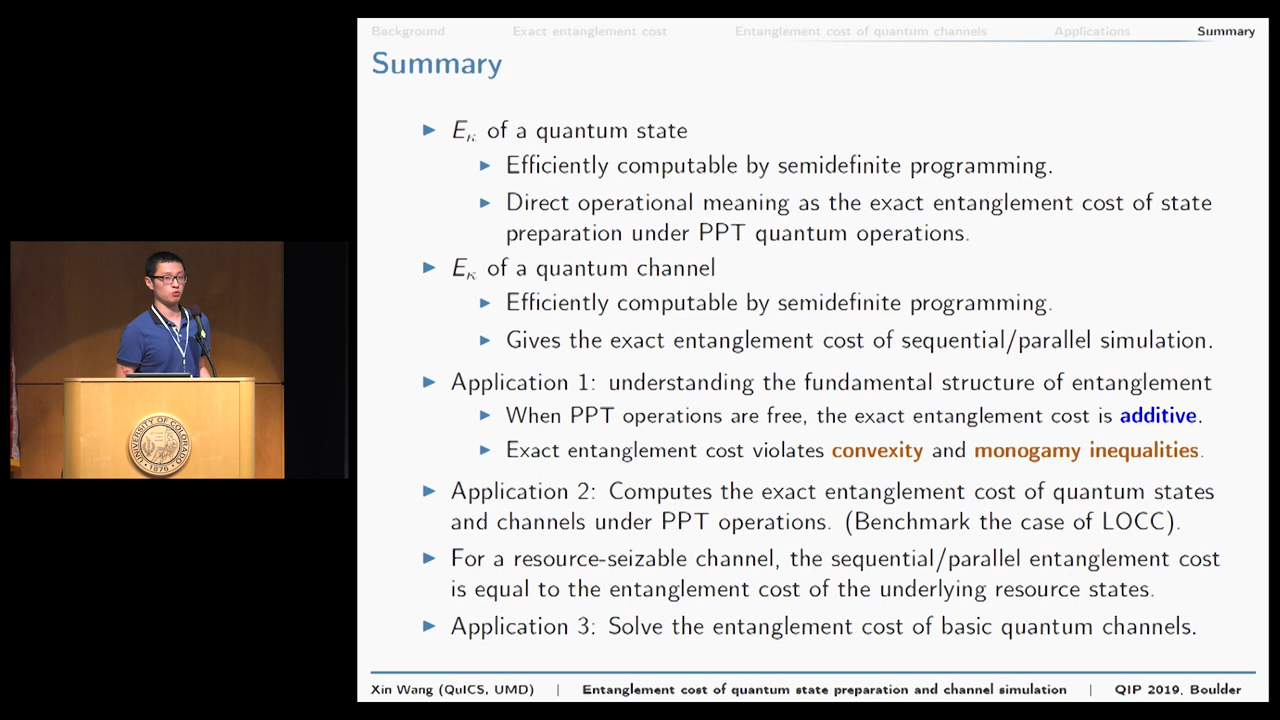 Background Exact entanglement cost Entanglement cost of quantum channels Applications Summary
Summary
Eκ of a quantum state
Efficiently computable by semidefinite programming.
Direct operational meaning as the exact entanglement cost of state
preparation under PPT quantum operations.
Eκ of a quantum channel
Efficiently computable by semidefinite programming.
Gives the exact entanglement cost of sequential/parallel simulation.
Application 1: understanding the fundamental structure of entanglement
When PPT operations are free, the exact entanglement cost is additive.
Exact entanglement cost violates convexity and monogamy inequalities.
Application 2: Computes the exact entanglement cost of quantum states
and channels under PPT operations. (Benchmark the case of LOCC).
For a resource-seizable channel, the sequential/parallel entanglement cost
is equal to the entanglement cost of the underlying resource states.
Application 3: Solve the entanglement cost of basic quantum channels.
Xin Wang (QuICS, UMD) | Entanglement cost of quantum state preparation and channel simulation | QIP 2019, Boulder
UNIVERSITY OF COLORADO
1876